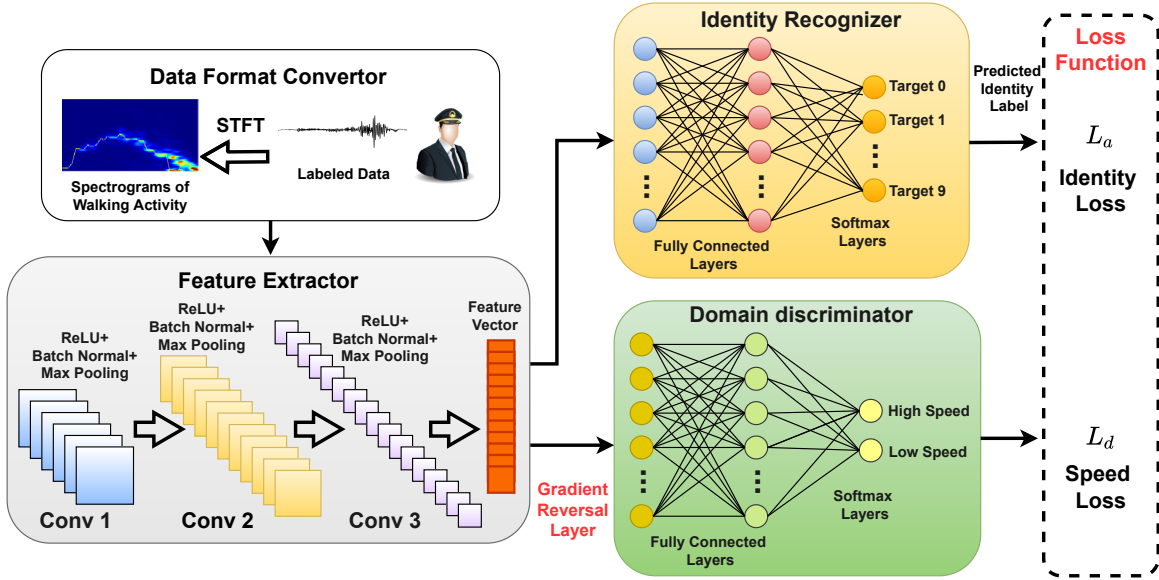 Data Format Convertor
STFT
Spectrograms of
Walking Activity
Labeled Data
Feature Extractor
ReLU+
Batch Normal+
Max Pooling
ReLU+
Batch Normal+
Max Pooling
ReLU+
Batch Normal+
Max Pooling
Feature
Vector
Conv 1
Conv 2
Conv 3
Gradient
Reversal
Layer
Identity Recognizer
Target 0
Target 1
Target 9
Fully Connected
Layers
Softmax
Layers
Predicted
Identity
Label
Domain discriminator
High Speed
Low Speed
Fully Connected
Layers
Softmax
Layers
Loss
Function
L_a
Identity
Loss
L_d
Speed
Loss